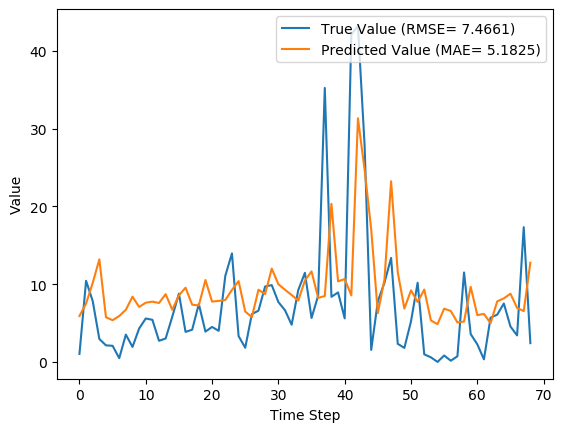 True Value (RMSE= 7.4661)
Predicted Value (MAE= 5.1825)
40
30
20
10
0
Value
0 10 20 30 40 50 60 70
Time Step